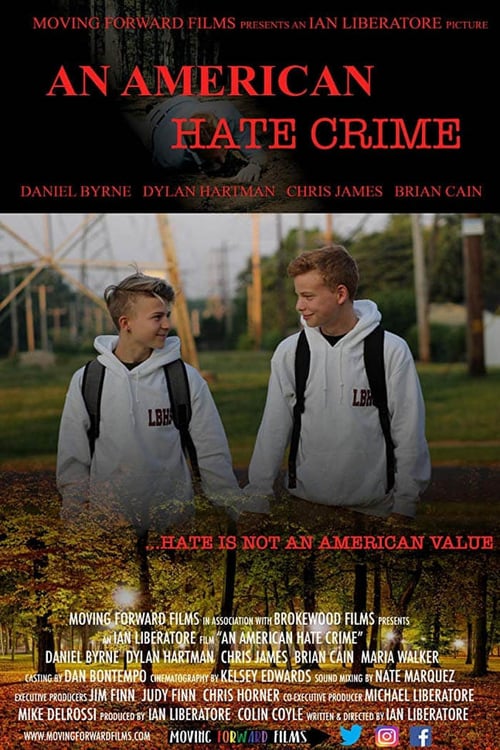 MOVING FORWARD FILMS PRESENTS AN IAN LIBERATORE PICTURE
AN AMERICAN
HATE CRIME
DANIEL BYRNE DYLAN HARTMAN CHRIS JAMES BRIAN CAIN
LBHS
LBH
...HATE IS NOT AN AMERICAN VALUE
MOVING FORWARD FILMS IN ASSOCIATION WITH BROKEWOOD FILMS PRESENTS
AN IAN LIBERATORE FILM "AN AMERICAN HATE CRIME"
DANIEL BYRNE DYLAN HARTMAN CHRIS JAMES BRIAN CAIN MARIA WALKER
CASTING BY DAN BONTEMPO CINEMATOGRAPHY BY KELSEY EDWARDS SOUND MIXING BY NATE MARQUEZ
EXECUTIVE PRODUCERS JIM FINN JUDY FINN CHRIS HORNER CO-EXECUTIVE PRODUCER MICHAEL LIBERATORE
MIKE DELROSSI PRODUCED BY IAN LIBERATORE COLIN COYLE WRITTEN & DIRECTED BY IAN LIBERATORE
WWW.MOVINGFORWARDFILMS.COM MOVING FORWARD FILMS